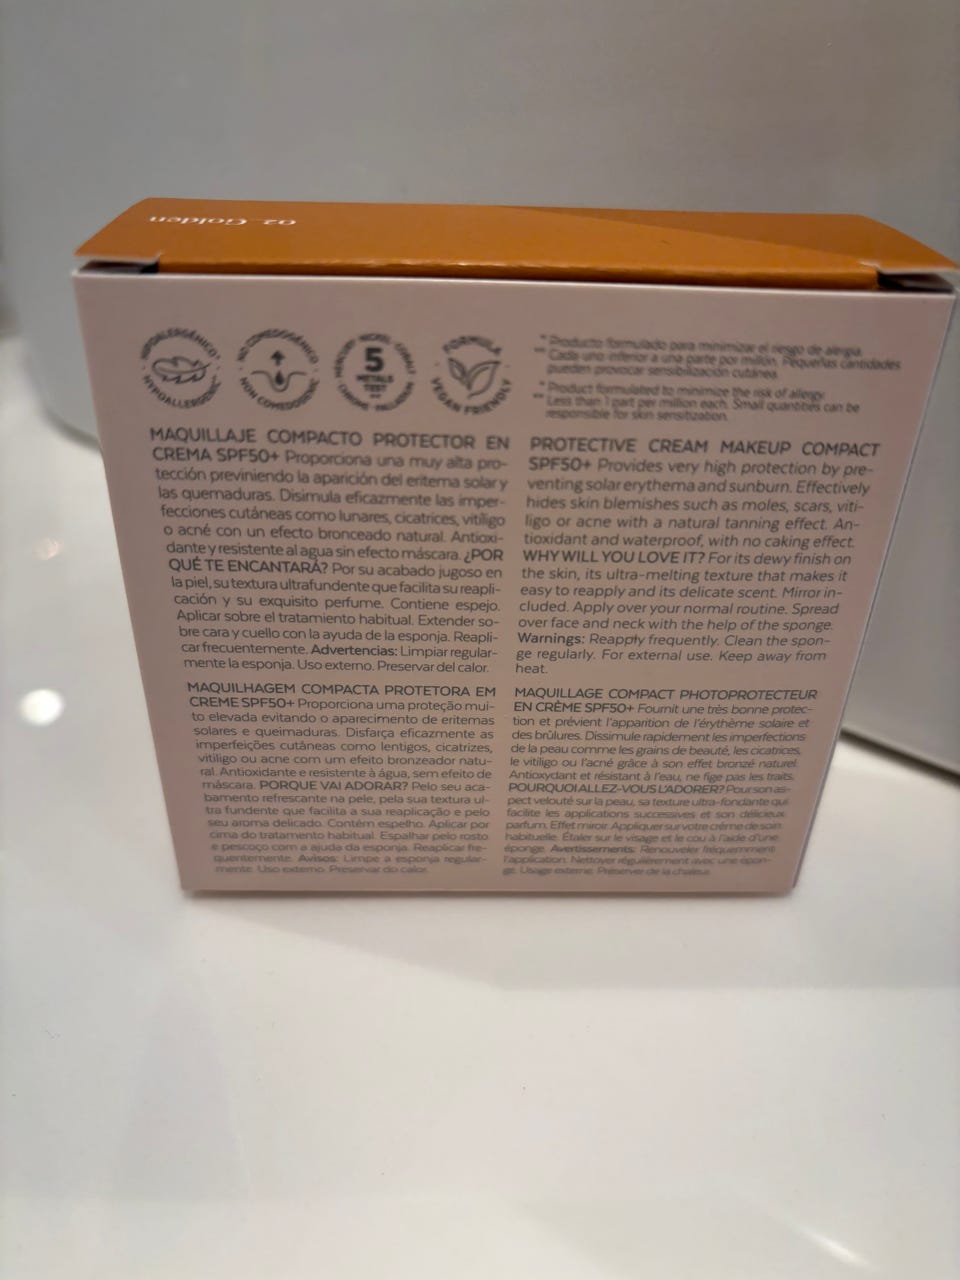 02 Golden
HIPOALERGÉNICO*
HYPOALLERGENIC
NO COMEDOGÉNICO
NON COMEDOGENIC
NICKEL · COBALT
5
METALS
TEST
**
CHROME · PALLADIUM · MERCURY
FÓRMULA
VEGAN FRIENDLY
* Producto formulado para minimizar el riesgo de alergia.
** Cada uno inferior a una parte por millón. Pequeñas cantidades
pueden provocar sensibilización cutánea.
* Product formulated to minimize the risk of allergy.
** Less than 1 part per million each. Small quantities can be
responsible for skin sensitization.
MAQUILLAJE COMPACTO PROTECTOR EN
CREMA SPF50+ Proporciona una muy alta pro-
tección previniendo la aparición del eritema solar y
las quemaduras. Disimula eficazmente las imper-
fecciones cutáneas como lunares, cicatrices, vitíligo
o acné con un efecto bronceado natural. Antioxi-
dante y resistente al agua sin efecto máscara. ¿POR
QUÉ TE ENCANTARÁ? Por su acabado jugoso en
la piel, su textura ultrafundente que facilita su reapli-
cación y su exquisito perfume. Contiene espejo.
Aplicar sobre el tratamiento habitual. Extender so-
bre cara y cuello con la ayuda de la esponja. Reapli-
car frecuentemente. Advertencias: Limpiar regular-
mente la esponja. Uso externo. Preservar del calor.
PROTECTIVE CREAM MAKEUP COMPACT
SPF50+ Provides very high protection by pre-
venting solar erythema and sunburn. Effectively
hides skin blemishes such as moles, scars, viti-
ligo or acne with a natural tanning effect. An-
tioxidant and waterproof, with no caking effect.
WHY WILL YOU LOVE IT? For its dewy finish on
the skin, its ultra-melting texture that makes it
easy to reapply and its delicate scent. Mirror in-
cluded. Apply over your normal routine. Spread
over face and neck with the help of the sponge.
Warnings: Reapply frequently. Clean the spon-
ge regularly. For external use. Keep away from
heat.
MAQUILHAGEM COMPACTA PROTETORA EM
CREME SPF50+ Proporciona uma proteção mui-
to elevada evitando o aparecimento de eritemas
solares e queimaduras. Disfarça eficazmente as
imperfeições cutâneas como lentigos, cicatrizes,
vitiligo ou acne com um efeito bronzeador natu-
ral. Antioxidante e resistente à água, sem efeito de
máscara. PORQUE VAI ADORAR? Pelo seu aca-
bamento refrescante na pele, pela sua textura ul-
tra fundente que facilita a sua reaplicação e pelo
seu aroma delicado. Contém espelho. Aplicar por
cima do tratamento habitual. Espalhar pelo rosto
e pescoço com a ajuda da esponja. Reaplicar fre-
quentemente. Avisos: Limpe a esponja regular-
mente. Uso externo. Preservar do calor.
MAQUILLAGE COMPACT PHOTOPROTECTEUR
EN CRÈME SPF50+ Fournit une très bonne protec-
tion et prévient l'apparition de l'érythème solaire et
des brûlures. Dissimule rapidement les imperfections
de la peau comme les grains de beauté, les cicatrices,
le vitiligo ou l'acné grâce à son effet bronzé naturel.
Antioxydant et résistant à l'eau, ne fige pas les traits.
POURQUOI ALLEZ-VOUS L'ADORER? Pour son as-
pect velouté sur la peau, sa texture ultra-fondante qui
facilite les applications successives et son délicieux
parfum. Effet miroir. Appliquer sur votre crème de soin
habituelle. Étaler sur le visage et le cou à l'aide d'une
éponge. Avertissements: Renouveler fréquemment
l'application. Nettoyer régulièrement avec une épon-
ge. Usage externe. Préserver de la chaleur.